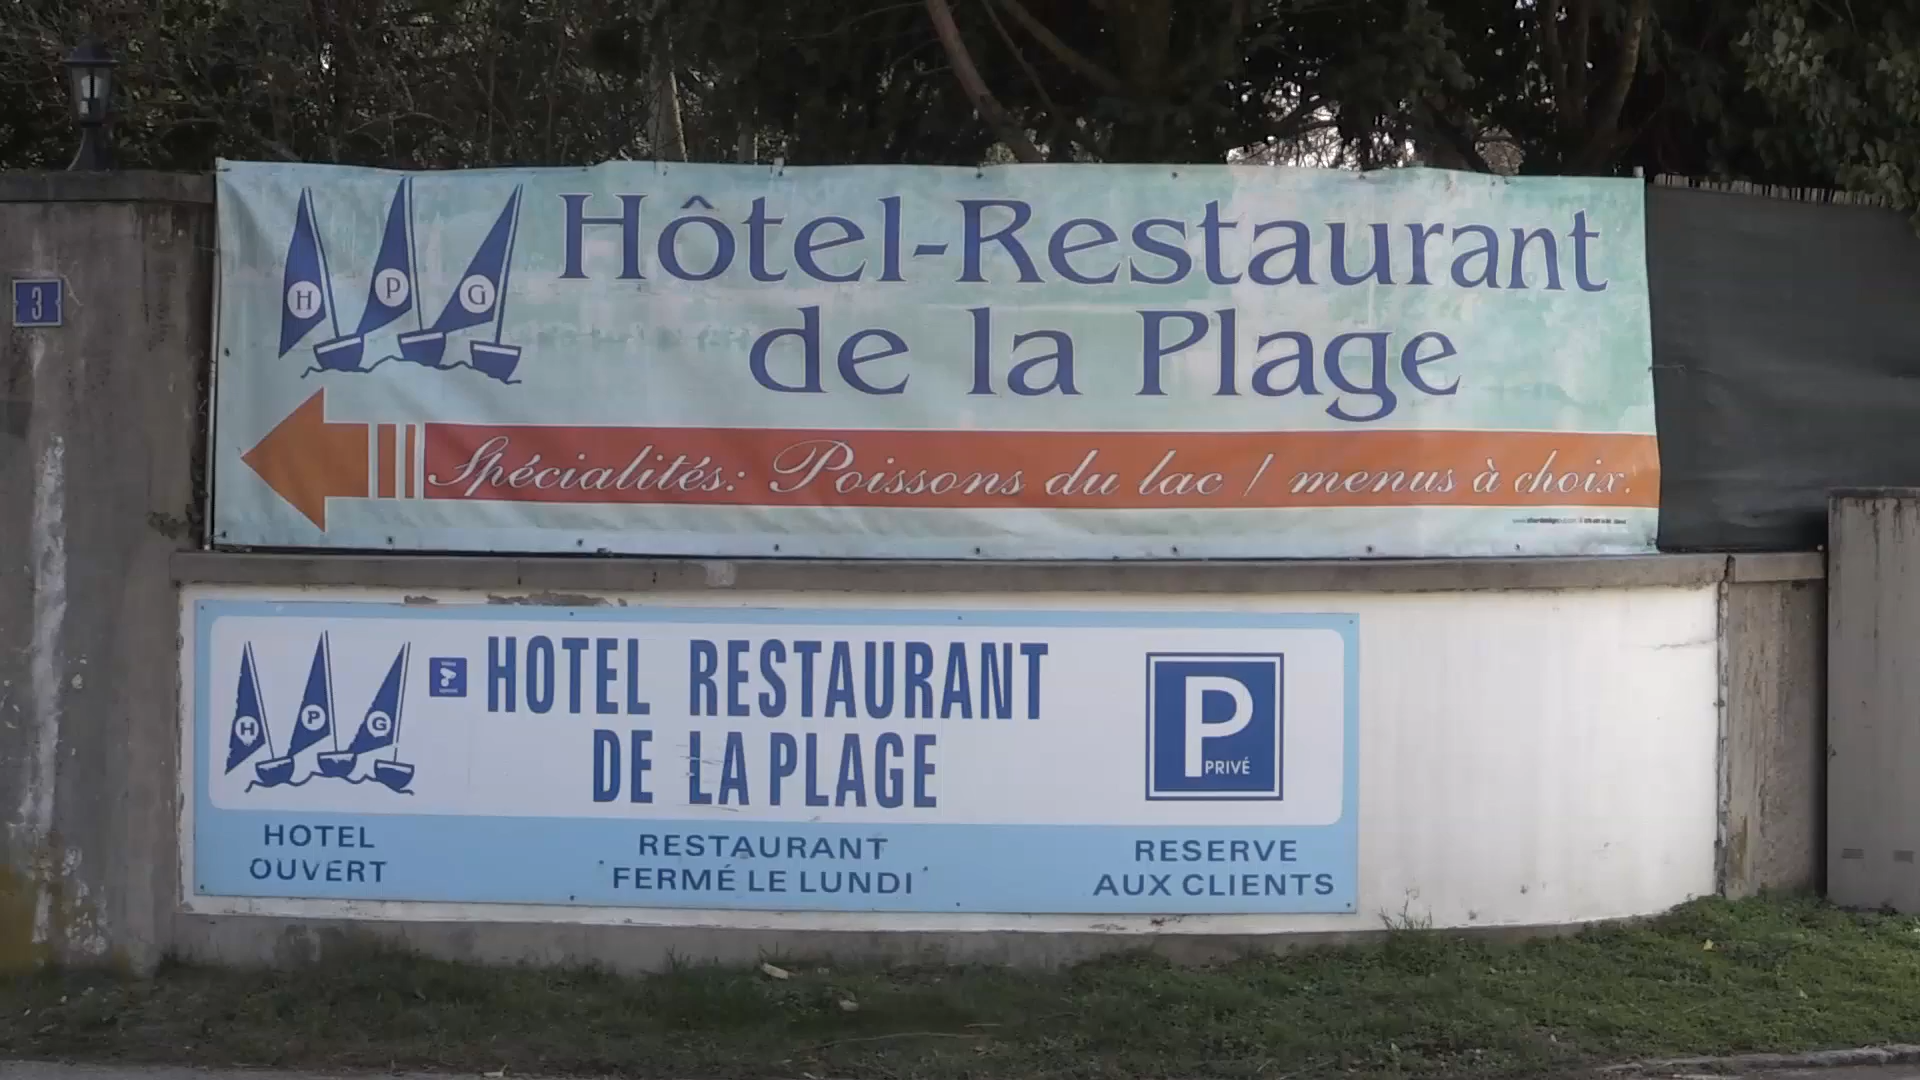 3
H P G
Hôtel-Restaurant
de la Plage
Spécialités: Poissons du lac / menus à choix.
H P G
HOTEL RESTAURANT
DE LA PLAGE
P
PRIVÉ
HOTEL
OUVERT
RESTAURANT
FERMÉ LE LUNDI
RESERVE
AUX CLIENTS